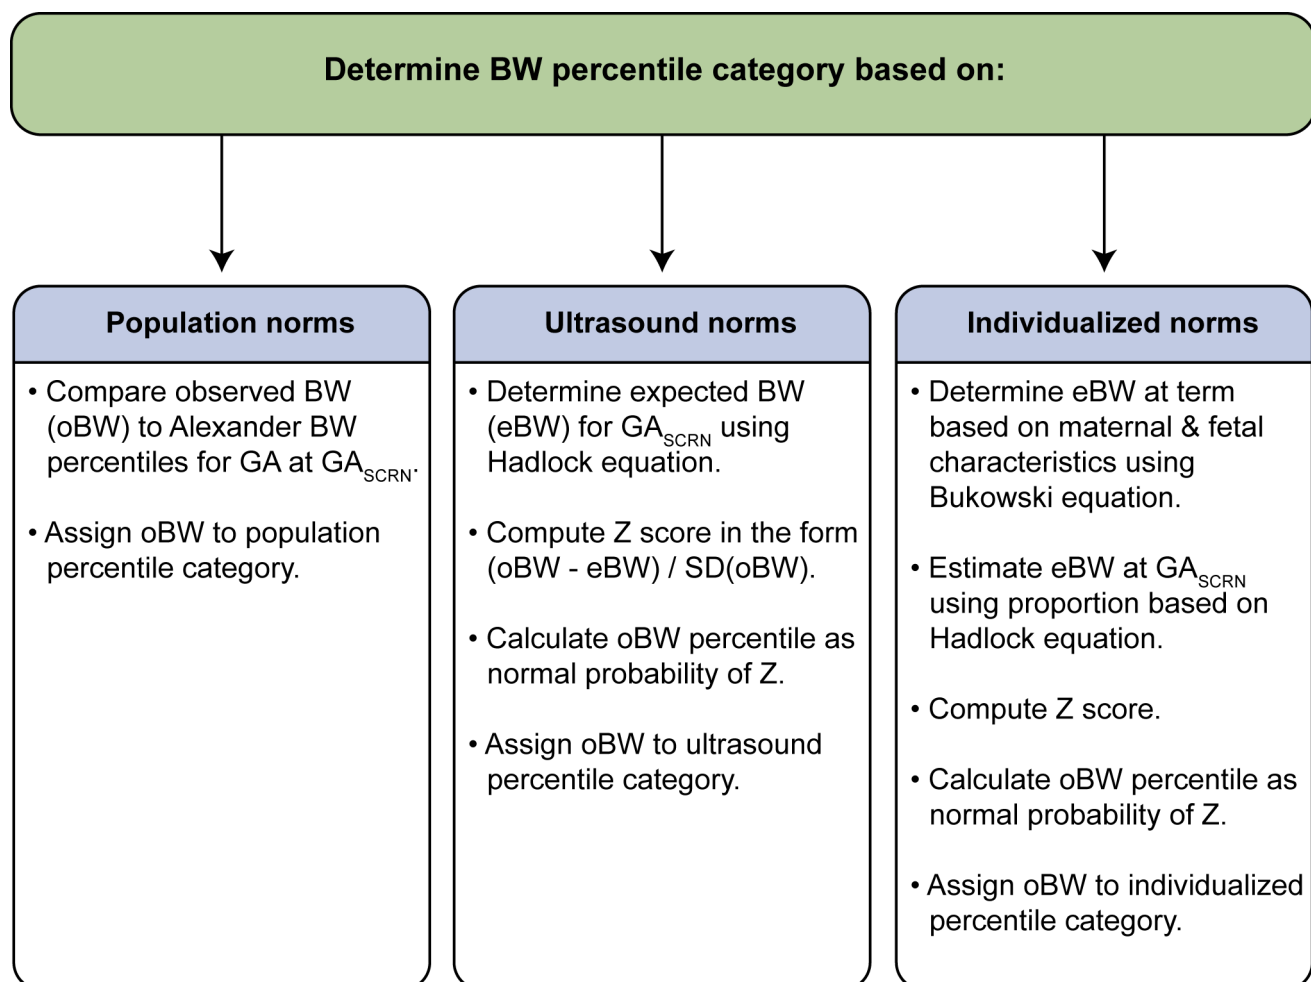 Determine BW percentile category based on:
Population norms
• Compare observed BW
(oBW) to Alexander BW
percentiles for GA at GASCRN.
• Assign oBW to population
percentile category.
Ultrasound norms
• Determine expected BW
(eBW) for GASCRN using
Hadlock equation.
• Compute Z score in the form
(oBW - eBW) / SD(oBW).
• Calculate oBW percentile as
normal probability of Z.
• Assign oBW to ultrasound
percentile category.
Individualized norms
• Determine eBW at term
based on maternal & fetal
characteristics using
Bukowski equation.
• Estimate eBW at GASCRN
using proportion based on
Hadlock equation.
• Compute Z score.
• Calculate oBW percentile as
normal probability of Z.
• Assign oBW to individualized
percentile category.